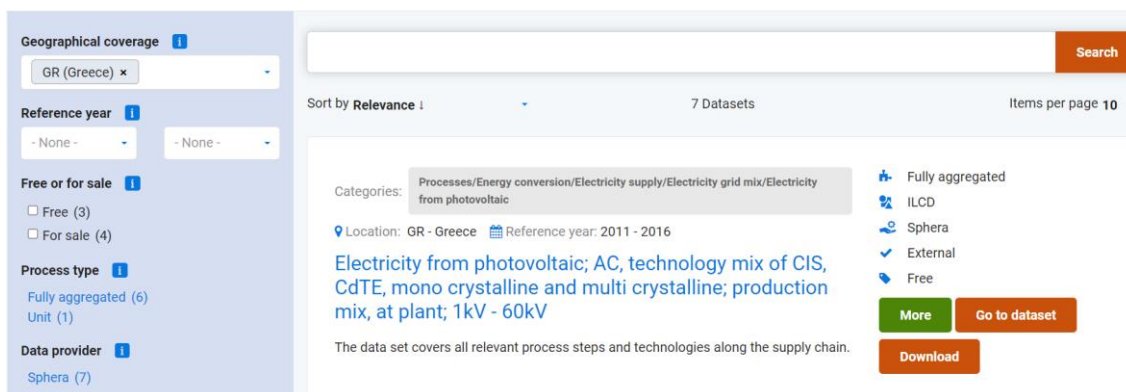 Geographical coverage i
GR (Greece) ×
Reference year i
- None -
- None -
Free or for sale i
Free (3)
For sale (4)
Process type i
Fully aggregated (6)
Unit (1)
Data provider i
Sphera (7)
Search
Sort by Relevance ↓
7 Datasets
Items per page 10
Categories: Processes/Energy conversion/Electricity supply/Electricity grid mix/Electricity
from photovoltaic
Location: GR - Greece Reference year: 2011 - 2016
Electricity from photovoltaic; AC, technology mix of CIS,
CdTE, mono crystalline and multi crystalline; production
mix, at plant; 1kV - 60kV
The data set covers all relevant process steps and technologies along the supply chain.
Fully aggregated
ILCD
Sphera
External
Free
More
Go to dataset
Download